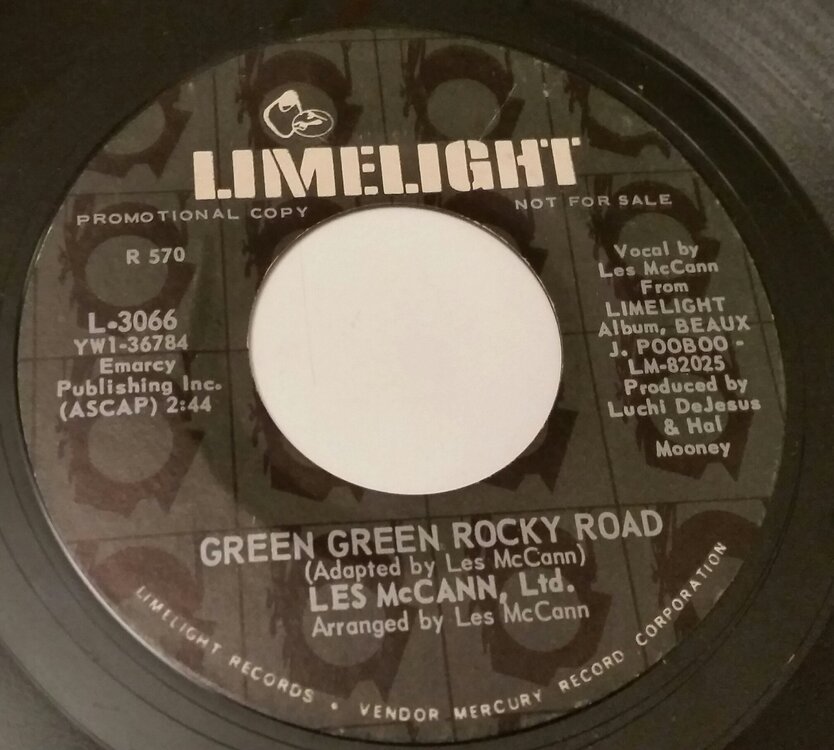 LIMELIGHT
PROMOTIONAL COPY
NOT FOR SALE
R 570
L-3066
YW1-36784
Emarcy
Publishing Inc.
(ASCAP) 2:44
Vocal by
Les McCann
From
LIMELIGHT
Album, BEAUX
J. POOBOO -
LM-82025
Produced by
Luchi DeJesus
& Hal
Mooney
GREEN GREEN ROCKY ROAD
(Adapted by Les McCann)
LES McCANN, Ltd.
Arranged by Les McCann
LIMELIGHT RECORDS • VENDOR MERCURY RECORD CORPORATION